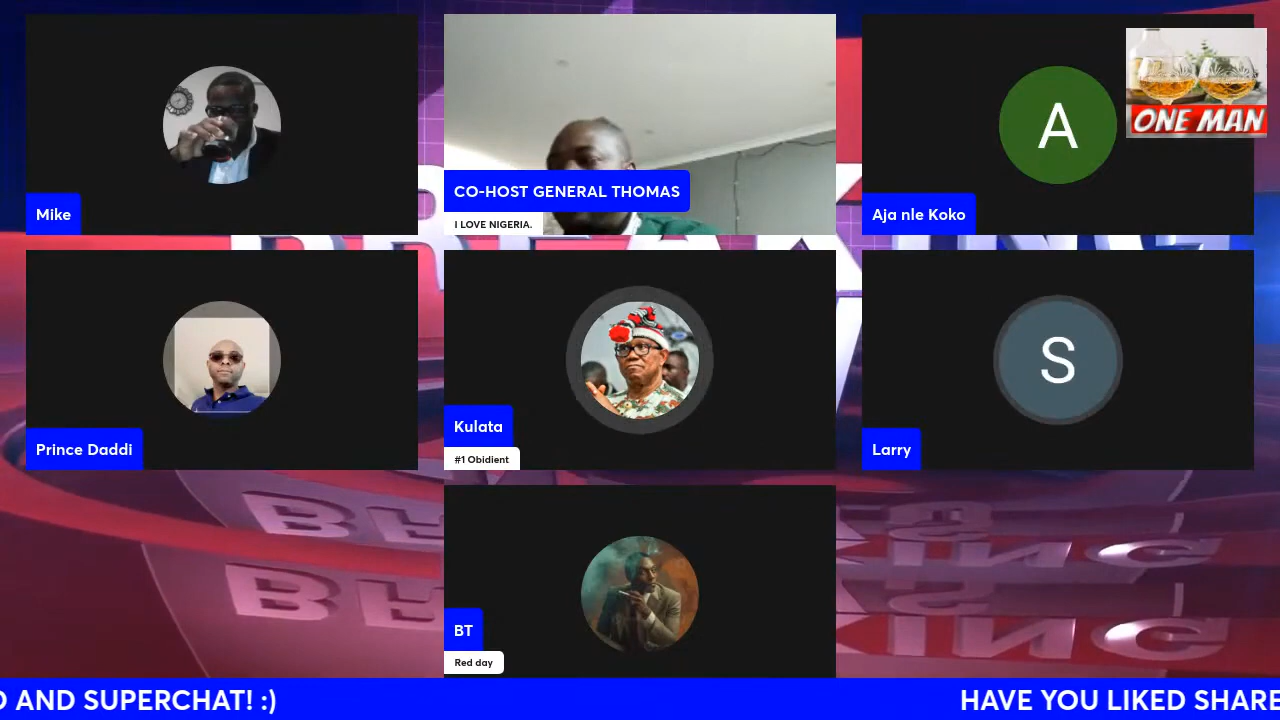 Mike
CO-HOST GENERAL THOMAS
I LOVE NIGERIA.
A
Aja nle Koko
ONE MAN
Prince Daddi
Kulata
#1 Obidient
S
Larry
BT
Red day
AND SUPERCHAT! :)
HAVE YOU LIKED SHARE